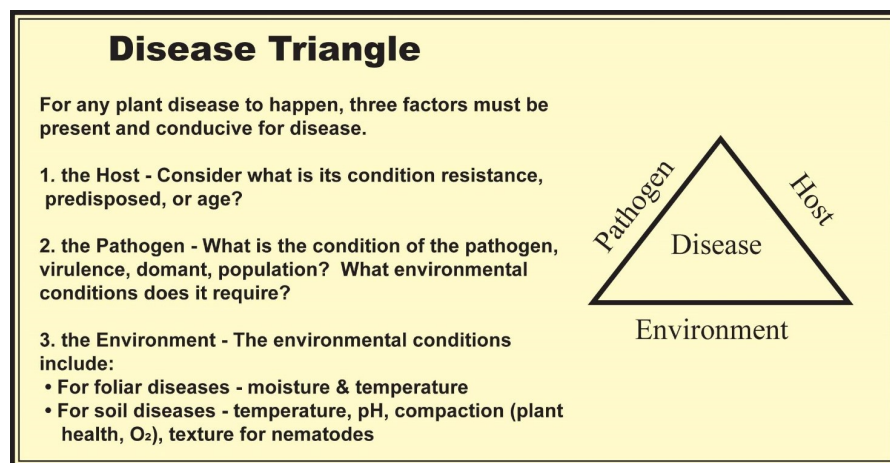 Disease Triangle
For any plant disease to happen, three factors must be
present and conducive for disease.
1. the Host - Consider what is its condition resistance,
predisposed, or age?
2. the Pathogen - What is the condition of the pathogen,
virulence, domant, population?  What environmental
conditions does it require?
3. the Environment - The environmental conditions
include:
• For foliar diseases - moisture & temperature
• For soil diseases - temperature, pH, compaction (plant
health, O₂), texture for nematodes
Pathogen
Host
Disease
Environment